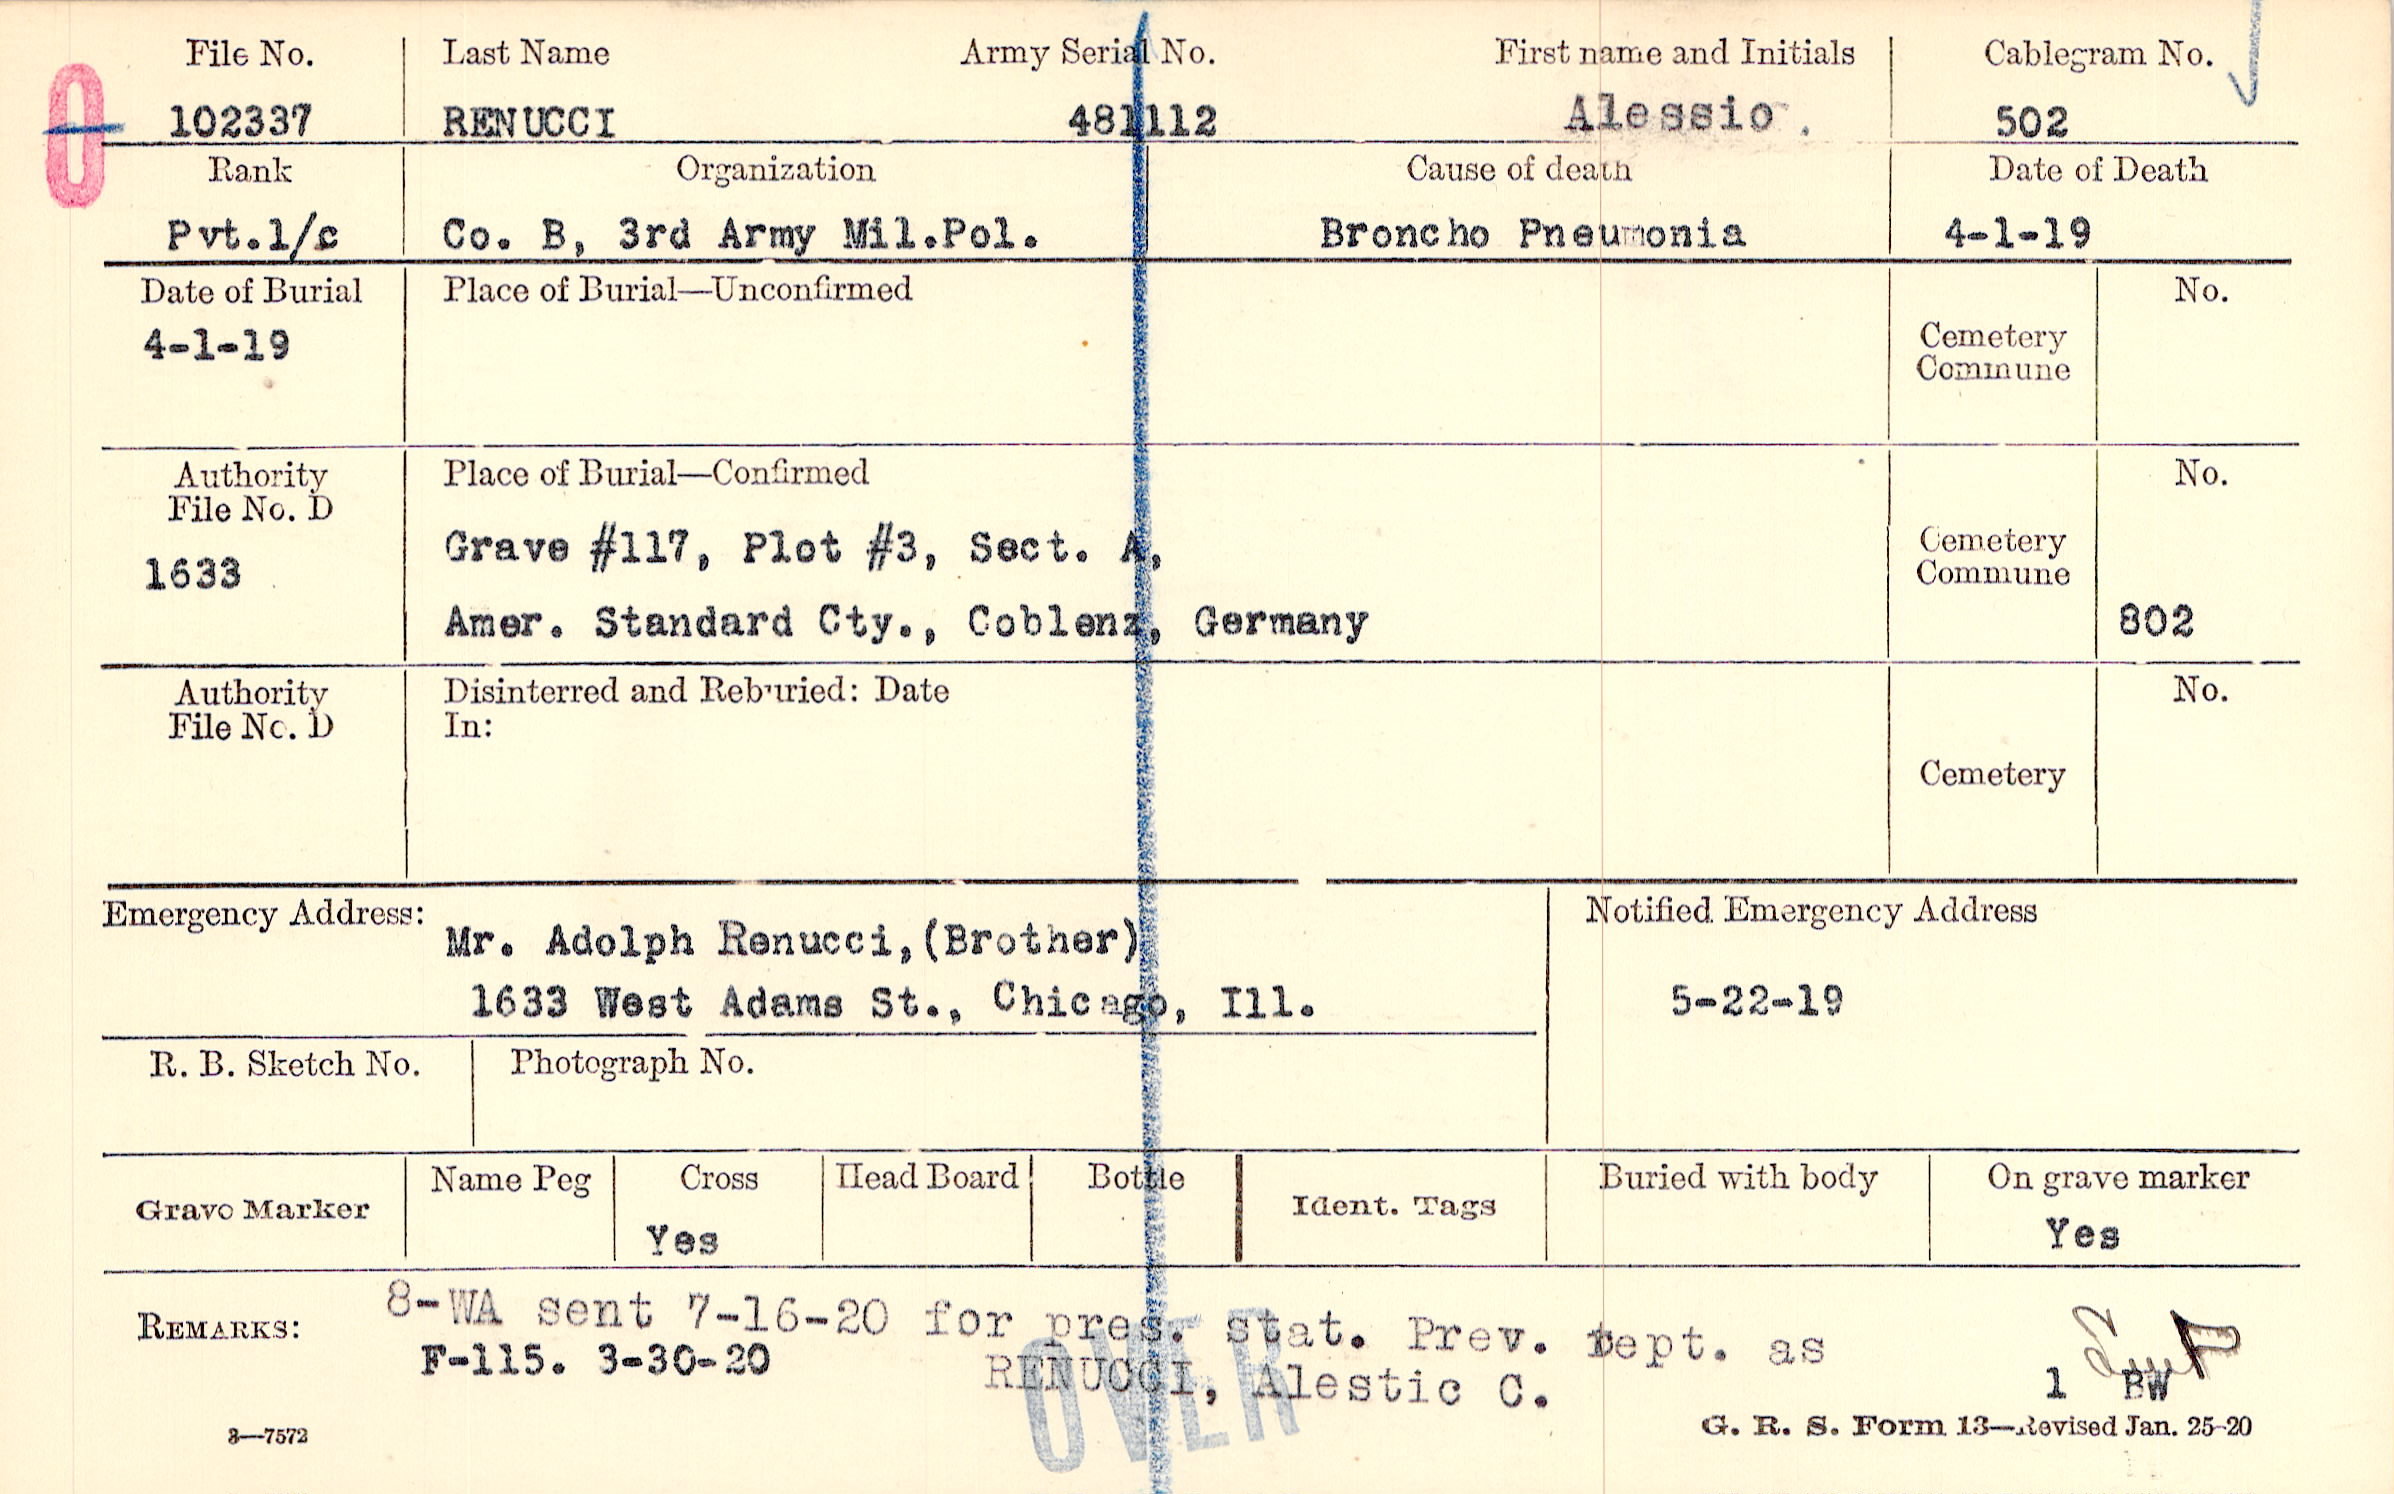 File No. Last Name Army Serial No. First name and Initials Cablegram No.
102337 RENUCCI 481112 Alessio. 502
Rank Organization Cause of death Date of Death
Pvt.1/c Co. B, 3rd Army Mil.Pol. Broncho Pneumonia 4-1-19
Date of Burial Place of Burial—Unconfirmed No.
4-1-19
Cemetery
Commune
Authority Place of Burial—Confirmed No.
File No. D
1633
Grave #117, Plot #3, Sect. A,
Amer. Standard Cty., Coblenz, Germany
Cemetery
Commune
802
Authority Disinterred and Reburied: Date No.
File No. D In:
Cemetery
Emergency Address: Notified Emergency Address
Mr. Adolph Renucci,(Brother)
1633 West Adams St., Chicago, Ill. 5-22-19
R. B. Sketch No. Photograph No.
Grave Marker Name Peg Cross Head Board Bottle Ident. Tags Buried with body On grave marker
Yes Yes
REMARKS: 8-WA sent 7-16-20 for pres. stat. Prev. rept. as
F-115. 3-30-20 RENUCCI, Alestic C.
1 BW
OVER
3—7572 G. R. S. Form 13—Revised Jan. 25-20